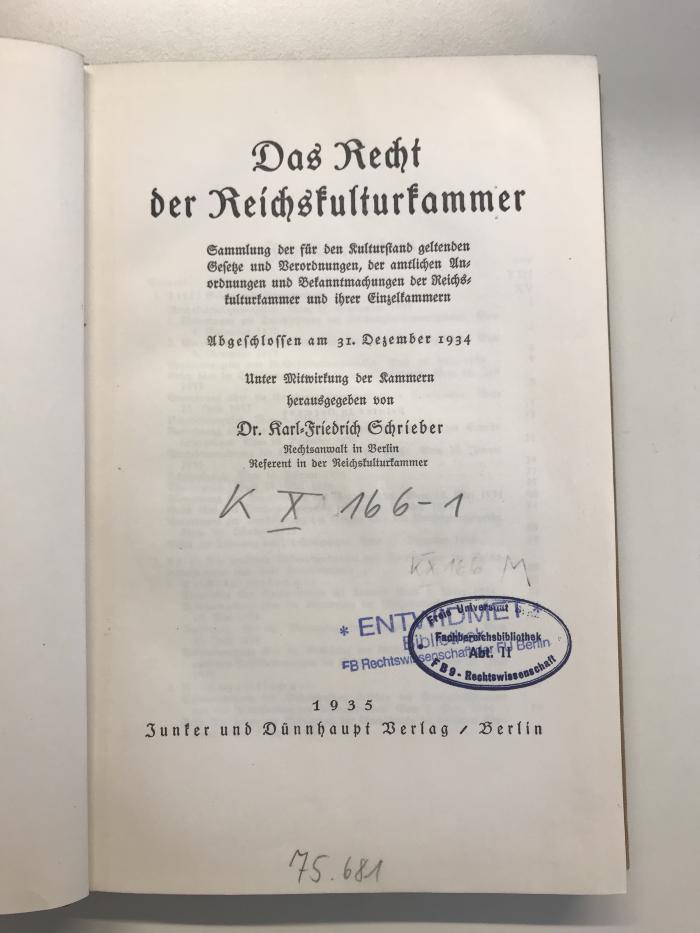 Das Recht
der Reichskulturkammer
Sammlung der für den Kulturstand geltenden
Gesetze und Verordnungen, der amtlichen An-
ordnungen und Bekanntmachungen der Reichs-
kulturkammer und ihrer Einzelkammern
Abgeschlossen am 31. Dezember 1934
Unter Mitwirkung der Kammern
herausgegeben von
Dr. Karl-Friedrich Schrieber
Rechtsanwalt in Berlin
Referent in der Reichskulturkammer
K X 166-1
KX 166 M
* ENTWIDMET *
Bibliothek
FB Rechtswissenschaft der FU Berlin
Freie Universität
Fachbereichsbibliothek
Abt. II
FB9 - Rechtswissenschaft
1935
Junker und Dünnhaupt Verlag / Berlin
75.681